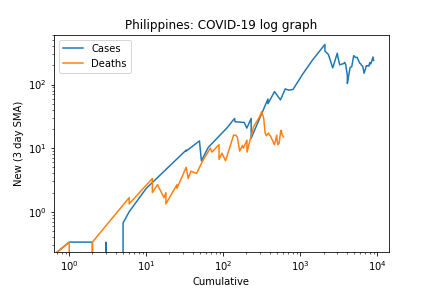 Philippines: COVID-19 log graph
Cases
Deaths
New (3 day SMA)
10²
10¹
10⁰
10⁰ 10¹ 10² 10³ 10⁴
Cumulative